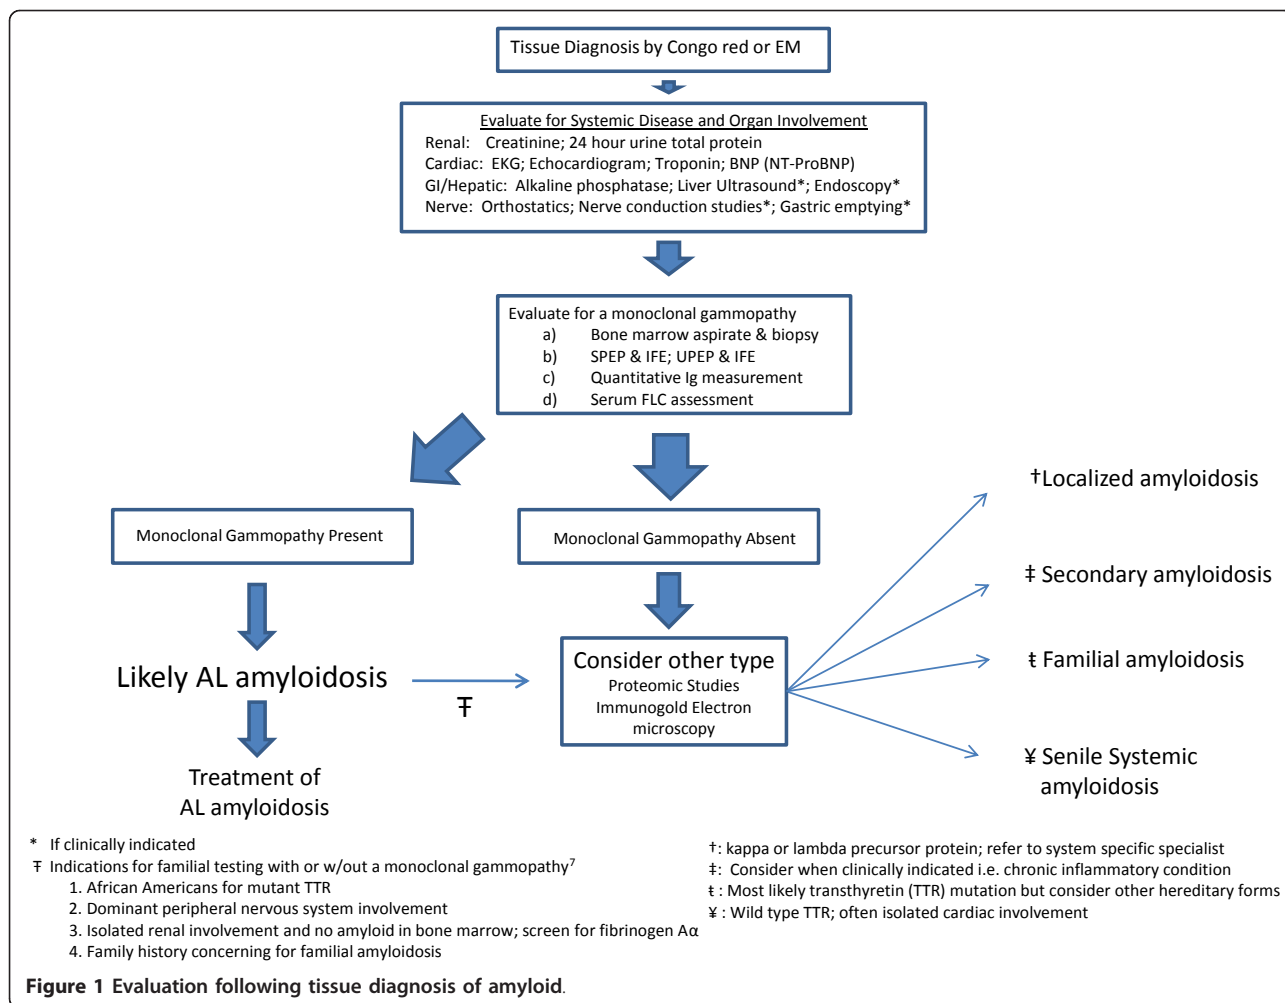 Tissue Diagnosis by Congo red or EM
Evaluate for Systemic Disease and Organ Involvement
Renal: Creatinine; 24 hour urine total protein
Cardiac: EKG; Echocardiogram; Troponin; BNP (NT-ProBNP)
GI/Hepatic: Alkaline phosphatase; Liver Ultrasound*; Endoscopy*
Nerve: Orthostatics; Nerve conduction studies*; Gastric emptying*
Evaluate for a monoclonal gammopathy
a) Bone marrow aspirate & biopsy
b) SPEP & IFE; UPEP & IFE
c) Quantitative Ig measurement
d) Serum FLC assessment
Monoclonal Gammopathy Present
Monoclonal Gammopathy Absent
Likely AL amyloidosis
Ŧ
Treatment of
AL amyloidosis
Consider other type
Proteomic Studies
Immunogold Electron
microscopy
†Localized amyloidosis
‡ Secondary amyloidosis
ŧ Familial amyloidosis
¥ Senile Systemic
amyloidosis
* If clinically indicated
Ŧ Indications for familial testing with or w/out a monoclonal gammopathy⁷
1. African Americans for mutant TTR
2. Dominant peripheral nervous system involvement
3. Isolated renal involvement and no amyloid in bone marrow; screen for fibrinogen Aα
4. Family history concerning for familial amyloidosis
†: kappa or lambda precursor protein; refer to system specific specialist
‡: Consider when clinically indicated i.e. chronic inflammatory condition
ŧ : Most likely transthyretin (TTR) mutation but consider other hereditary forms
¥ : Wild type TTR; often isolated cardiac involvement
Figure 1 Evaluation following tissue diagnosis of amyloid.